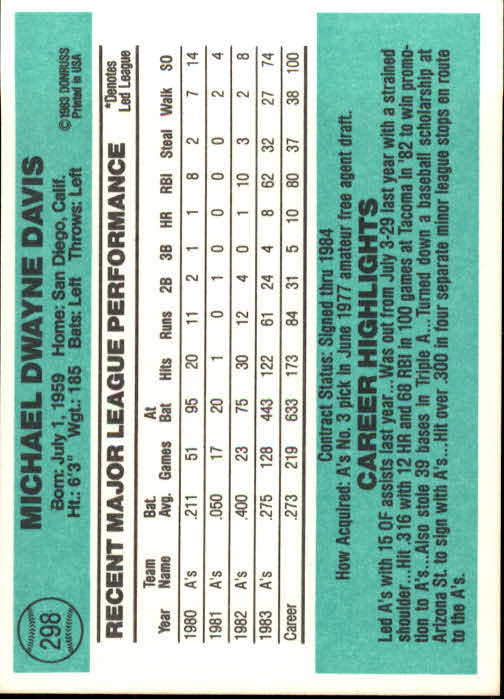 298
MICHAEL DWAYNE DAVIS
Born: July 1, 1959 Home: San Diego, Calif.
Ht.: 6'3" Wgt.: 185 Bats: Left Throws: Left
©1983 DONRUSS
Printed in USA
RECENT MAJOR LEAGUE PERFORMANCE
*Denotes
Led League
Year Team Name Bat. Avg. Games At Bat Hits Runs 2B 3B HR RBI Steal Walk SO
1980 A's .211 51 95 20 11 2 1 1 8 2 7 14
1981 A's .050 17 20 1 0 1 0 0 0 0 2 4
1982 A's .400 23 75 30 12 4 0 1 10 3 2 8
1983 A's .275 128 443 122 61 24 4 8 62 32 27 74
Career .273 219 633 173 84 31 5 10 80 37 38 100
Contract Status: Signed thru 1984
How Acquired: A's No. 3 pick in June 1977 amateur free agent draft.
CAREER HIGHLIGHTS
Led A's with 15 OF assists last year...Was out from July 3-29 last year with a strained
shoulder...Hit .316 with 12 HR and 68 RBI in 100 games at Tacoma in '82 to win promo-
tion to A's...Also stole 39 bases in Triple A....Turned down a baseball scholarship at
Arizona St. to sign with A's...Hit over .300 in four separate minor league stops en route
to the A's.